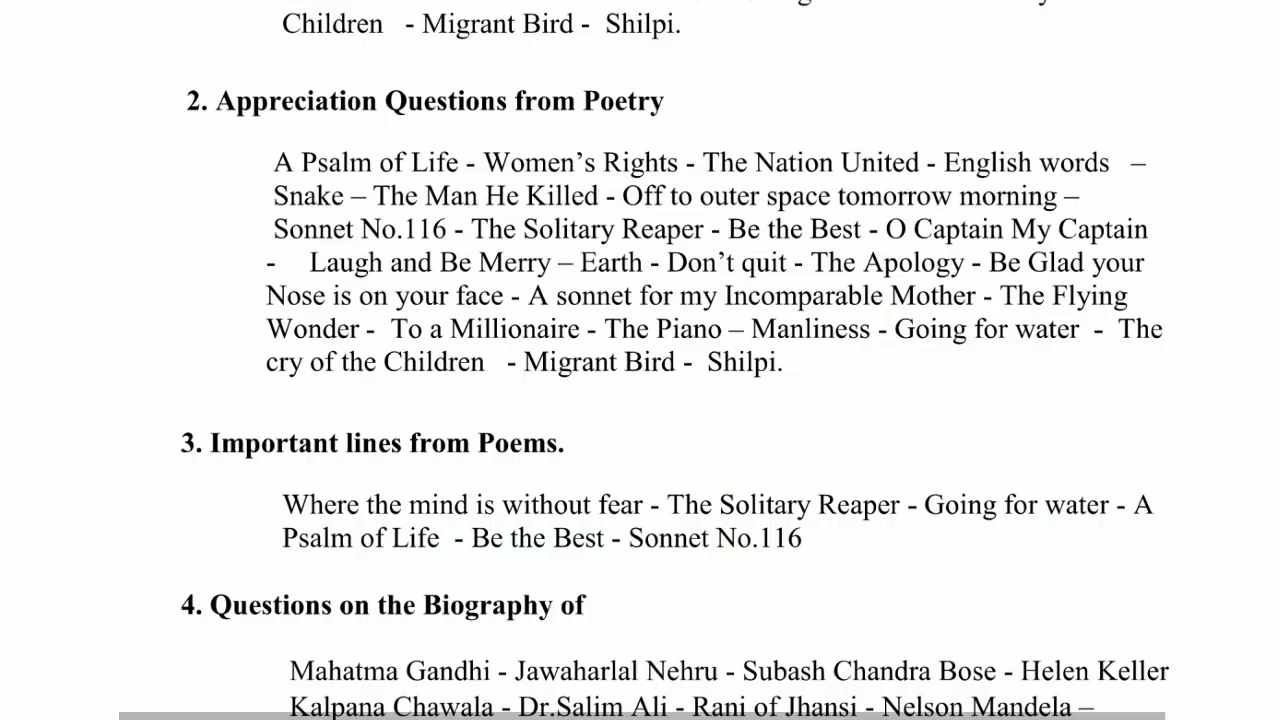 Children - Migrant Bird - Shilpi.
2. Appreciation Questions from Poetry
A Psalm of Life - Women’s Rights - The Nation United - English words –
Snake – The Man He Killed - Off to outer space tomorrow morning –
Sonnet No.116 - The Solitary Reaper - Be the Best - O Captain My Captain
- Laugh and Be Merry – Earth - Don’t quit - The Apology - Be Glad your
Nose is on your face - A sonnet for my Incomparable Mother - The Flying
Wonder - To a Millionaire - The Piano – Manliness - Going for water - The
cry of the Children - Migrant Bird - Shilpi.
3. Important lines from Poems.
Where the mind is without fear - The Solitary Reaper - Going for water - A
Psalm of Life - Be the Best - Sonnet No.116
4. Questions on the Biography of
Mahatma Gandhi - Jawaharlal Nehru - Subash Chandra Bose - Helen Keller
Kalpana Chawala - Dr.Salim Ali - Rani of Jhansi - Nelson Mandela –